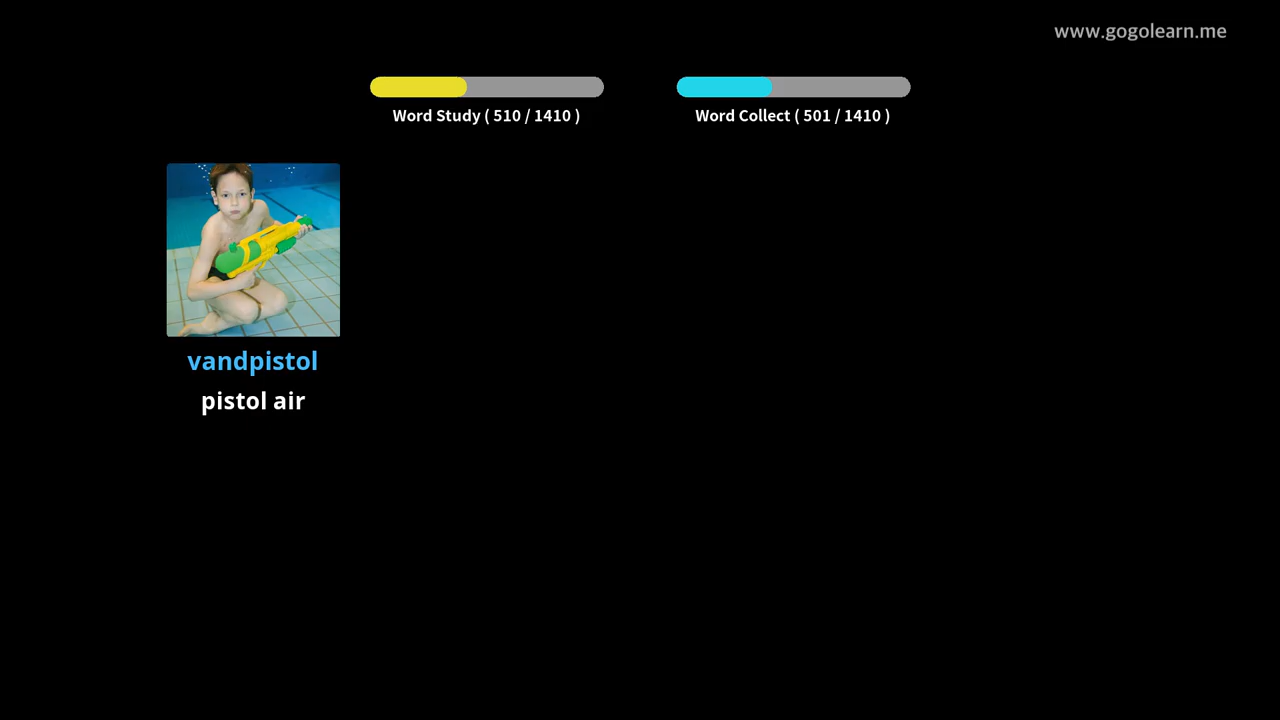 www.gogolearn.me
Word Study ( 510 / 1410 )
Word Collect ( 501 / 1410 )
vandpistol
pistol air